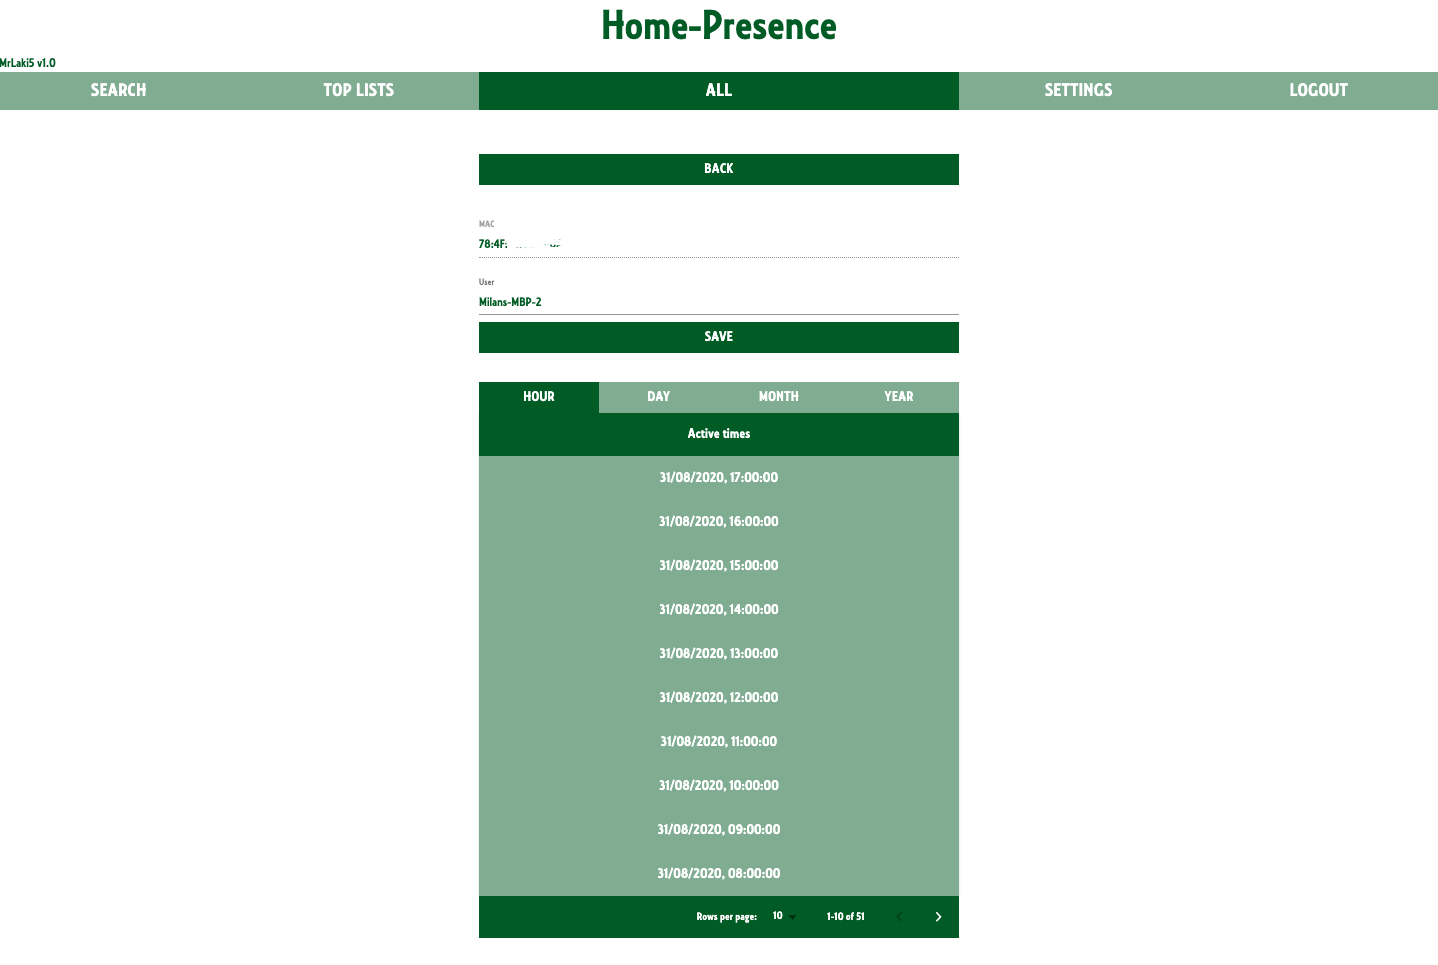 Home-Presence
MrLaki5 v1.0
SEARCH TOP LISTS ALL SETTINGS LOGOUT
BACK
MAC
78:4F:
User
Milans-MBP-2
SAVE
HOUR DAY MONTH YEAR
Active times
31/08/2020, 17:00:00
31/08/2020, 16:00:00
31/08/2020, 15:00:00
31/08/2020, 14:00:00
31/08/2020, 13:00:00
31/08/2020, 12:00:00
31/08/2020, 11:00:00
31/08/2020, 10:00:00
31/08/2020, 09:00:00
31/08/2020, 08:00:00
Rows per page: 10 1-10 of 51